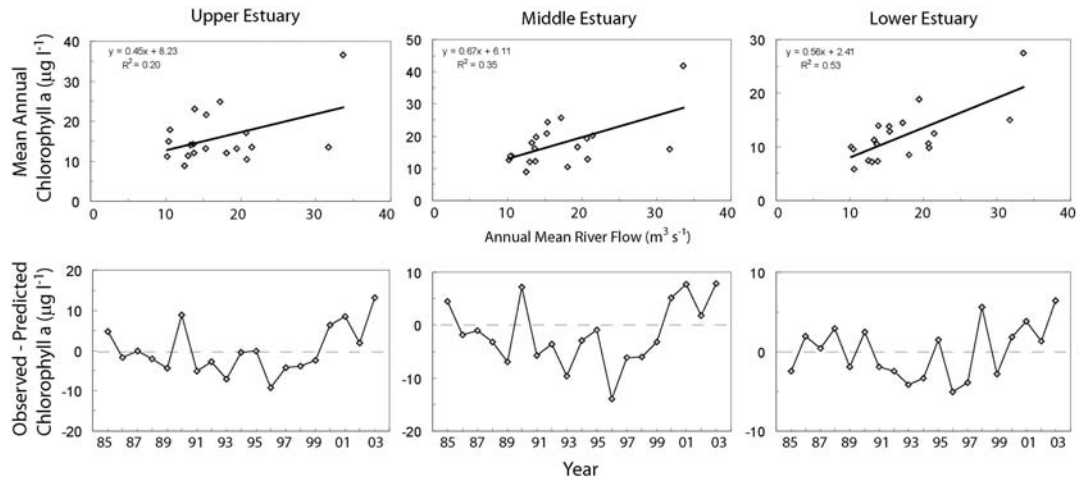 Upper Estuary
Middle Estuary
Lower Estuary
Mean Annual
Chlorophyll a (µg l⁻¹)
40
30
20
10
0
y = 0.45x + 8.23
R² = 0.20
0 10 20 30 40
50
40
30
20
10
0
y = 0.67x + 6.11
R² = 0.35
0 10 20 30 40
30
20
10
0
y = 0.56x + 2.41
R² = 0.53
0 10 20 30 40
Annual Mean River Flow (m³ s⁻¹)
Observed - Predicted
Chlorophyll a (µg l⁻¹)
20
10
0
-10
-20
85 87 89 91 93 95 97 99 01 03
10
0
-10
-20
85 87 89 91 93 95 97 99 01 03
10
0
-10
85 87 89 91 93 95 97 99 01 03
Year